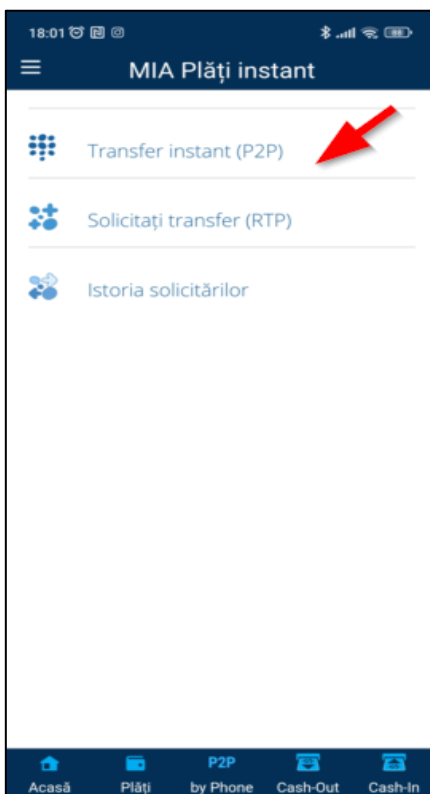 18:01
MIA Plăți instant
Transfer instant (P2P)
Solicitați transfer (RTP)
Istoria solicitărilor
P2P
Acasă Plăți by Phone Cash-Out Cash-In